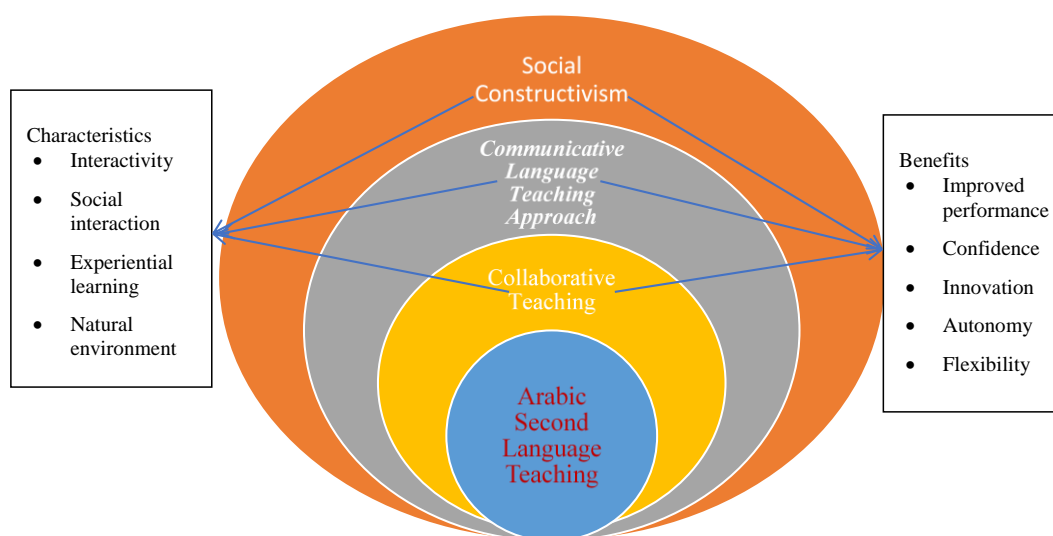 Characteristics
• Interactivity
• Social
interaction
• Experiential
learning
• Natural
environment
Social
Constructivism
Communicative
Language
Teaching
Approach
Collaborative
Teaching
Arabic
Second
Language
Teaching
Benefits
• Improved
performance
• Confidence
• Innovation
• Autonomy
• Flexibility